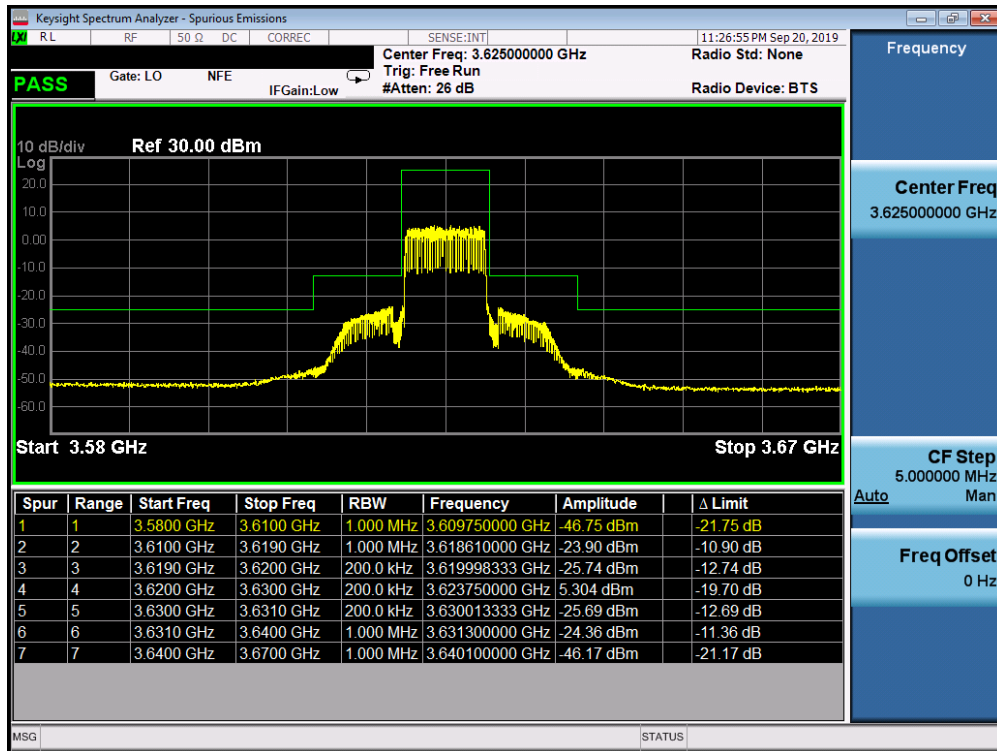 Keysight Spectrum Analyzer - Spurious Emissions
LXI RL RF 50 Ω DC CORREC SENSE:INT 11:26:55 PM Sep 20, 2019
Center Freq: 3.625000000 GHz Radio Std: None
PASS Gate: LO NFE Trig: Free Run
IFGain:Low #Atten: 26 dB Radio Device: BTS
10 dB/div Ref 30.00 dBm
Log
20.0
10.0
0.00
-10.0
-20.0
-30.0
-40.0
-50.0
-60.0
Start 3.58 GHz Stop 3.67 GHz
Spur Range Start Freq Stop Freq RBW Frequency Amplitude Δ Limit
1 1 3.5800 GHz 3.6100 GHz 1.000 MHz 3.609750000 GHz -46.75 dBm -21.75 dB
2 2 3.6100 GHz 3.6190 GHz 1.000 MHz 3.618610000 GHz -23.90 dBm -10.90 dB
3 3 3.6190 GHz 3.6200 GHz 200.0 kHz 3.619998333 GHz -25.74 dBm -12.74 dB
4 4 3.6200 GHz 3.6300 GHz 200.0 kHz 3.623750000 GHz 5.304 dBm -19.70 dB
5 5 3.6300 GHz 3.6310 GHz 200.0 kHz 3.630013333 GHz -25.69 dBm -12.69 dB
6 6 3.6310 GHz 3.6400 GHz 1.000 MHz 3.631300000 GHz -24.36 dBm -11.36 dB
7 7 3.6400 GHz 3.6700 GHz 1.000 MHz 3.640100000 GHz -46.17 dBm -21.17 dB
MSG STATUS
Frequency
Center Freq
3.625000000 GHz
CF Step
5.000000 MHz
Auto Man
Freq Offset
0 Hz